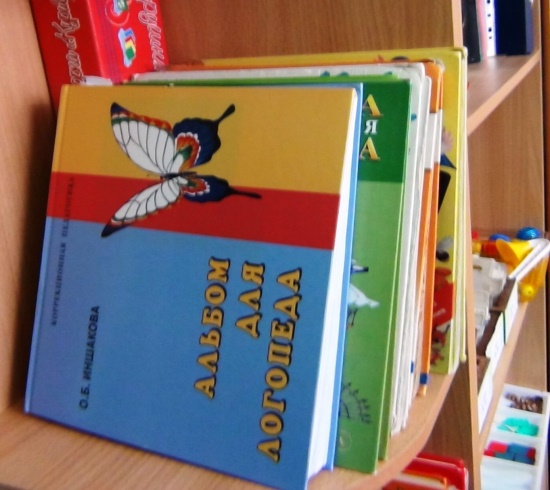 КОРРЕКЦИОННАЯ ПЕДАГОГИКА
О.Б. ИНШАКОВА
АЛЬБОМ
ДЛЯ
ЛОГОПЕДА